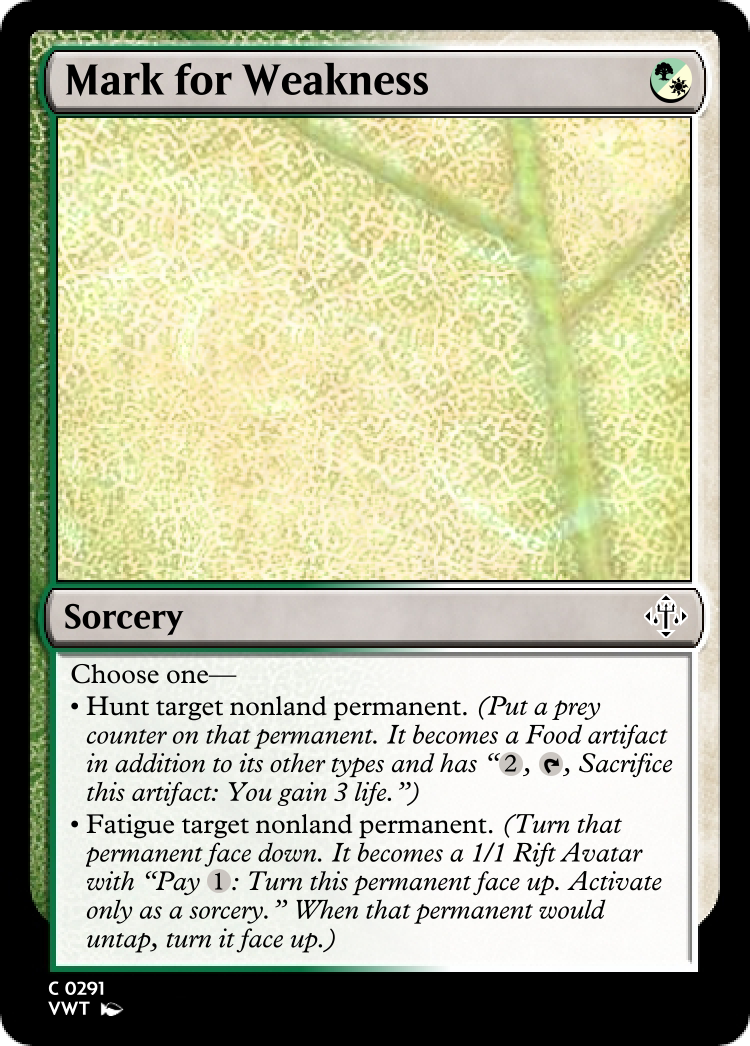 Mark for Weakness
Sorcery
Choose one—
• Hunt target nonland permanent. (Put a prey
counter on that permanent. It becomes a Food artifact
in addition to its other types and has “2, , Sacrifice
this artifact: You gain 3 life.”)
• Fatigue target nonland permanent. (Turn that
permanent face down. It becomes a 1/1 Rift Avatar
with “Pay 1: Turn this permanent face up. Activate
only as a sorcery.” When that permanent would
untap, turn it face up.)
C 0291
VWT